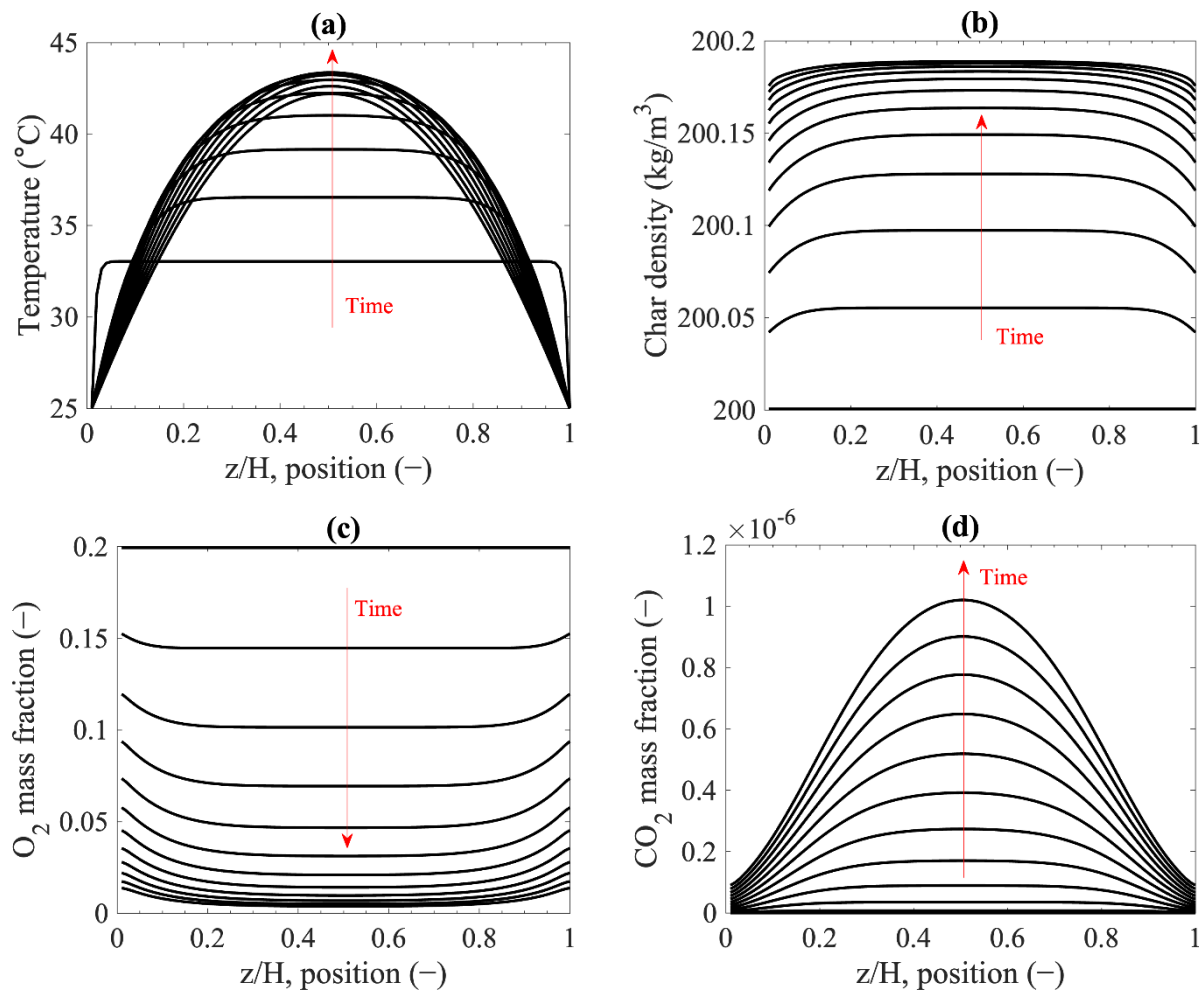 (a)
45
40
35
30
25
0
0.2
0.4
0.6
0.8
1
Temperature (°C)
z/H, position (−)
Time
(b)
200.2
200.15
200.1
200.05
200
0
0.2
0.4
0.6
0.8
1
Char density (kg/m³)
z/H, position (−)
Time
(c)
0.2
0.15
0.1
0.05
0
0
0.2
0.4
0.6
0.8
1
O₂ mass fraction (−)
z/H, position (−)
Time
(d)
×10⁻⁶
1.2
1
0.8
0.6
0.4
0.2
0
0
0.2
0.4
0.6
0.8
1
CO₂ mass fraction (−)
z/H, position (−)
Time